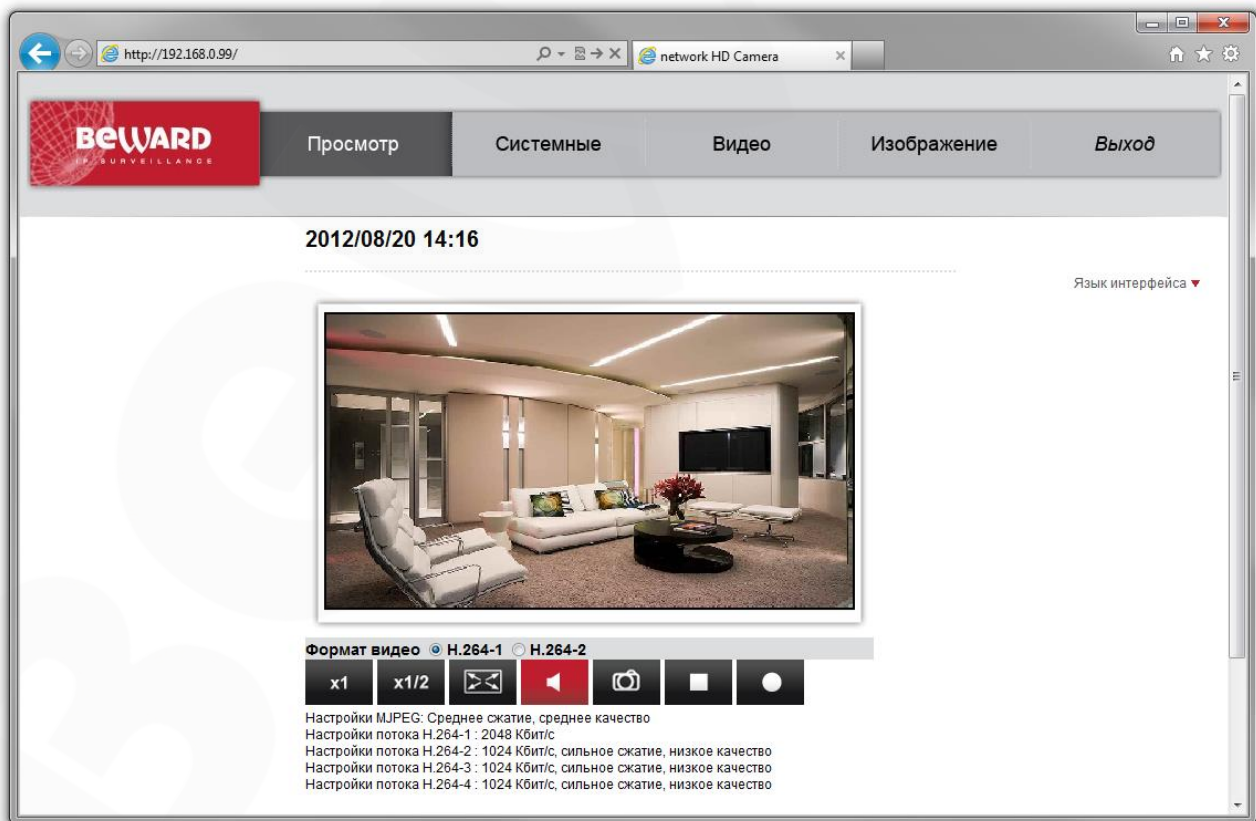 http://192.168.0.99/
network HD Camera
BEWARD
IP SURVEILLANCE
Просмотр Системные Видео Изображение Выход
2012/08/20 14:16
Язык интерфейса
Формат видео H.264-1 H.264-2
x1 x1/2
Настройки MJPEG: Среднее сжатие, среднее качество
Настройки потока H.264-1 : 2048 Кбит/с
Настройки потока H.264-2 : 1024 Кбит/с, сильное сжатие, низкое качество
Настройки потока H.264-3 : 1024 Кбит/с, сильное сжатие, низкое качество
Настройки потока H.264-4 : 1024 Кбит/с, сильное сжатие, низкое качество